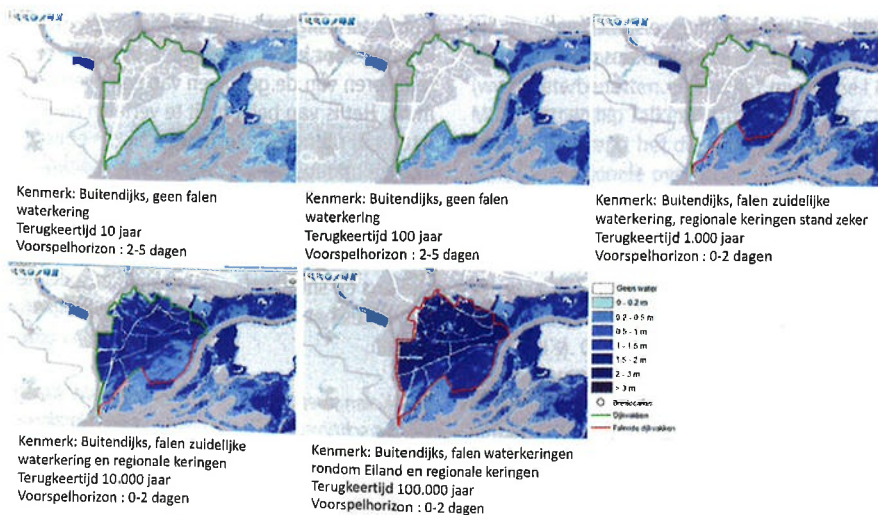 Kenmerk: Buitendijks, geen falen
waterkering
Terugkeertijd 10 jaar
Voorspelhorizon : 2-5 dagen
Kenmerk: Buitendijks, geen falen
waterkering
Terugkeertijd 100 jaar
Voorspelhorizon : 2-5 dagen
Kenmerk: Buitendijks, falen zuidelijke
waterkering, regionale keringen stand zeker
Terugkeertijd 1.000 jaar
Voorspelhorizon : 0-2 dagen
Kenmerk: Buitendijks, falen zuidelijke
waterkering en regionale keringen
Terugkeertijd 10.000 jaar
Voorspelhorizon : 0-2 dagen
Kenmerk: Buitendijks, falen waterkeringen
rondom Eiland en regionale keringen
Terugkeertijd 100.000 jaar
Voorspelhorizon : 0-2 dagen
Geen water
0 - 0.2 m
0.2 - 0.5 m
0.5 - 1 m
1 - 1.5 m
1.5 - 2 m
2 - 3 m
> 3 m
Dijkvakken
Falende dijkvakken